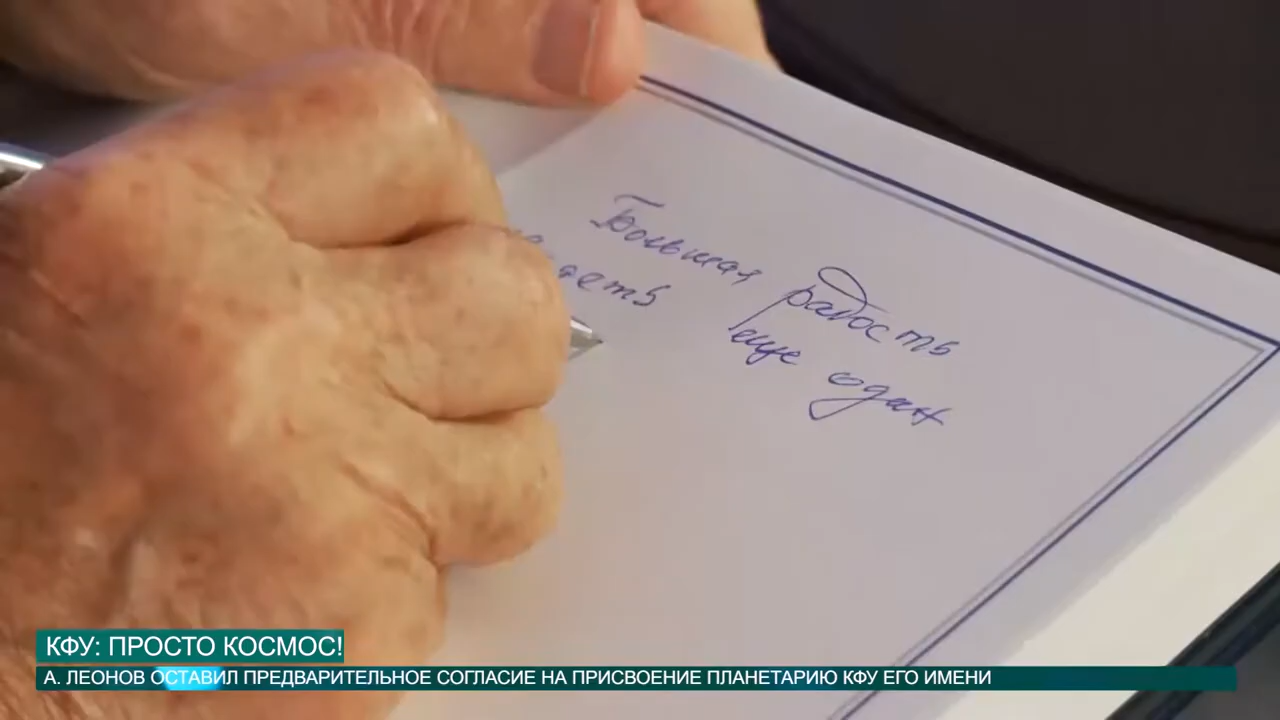 Большая радость
еще один
КФУ: ПРОСТО КОСМОС!
А. ЛЕОНОВ ОСТАВИЛ ПРЕДВАРИТЕЛЬНОЕ СОГЛАСИЕ НА ПРИСВОЕНИЕ ПЛАНЕТАРИЮ КФУ ЕГО ИМЕНИ